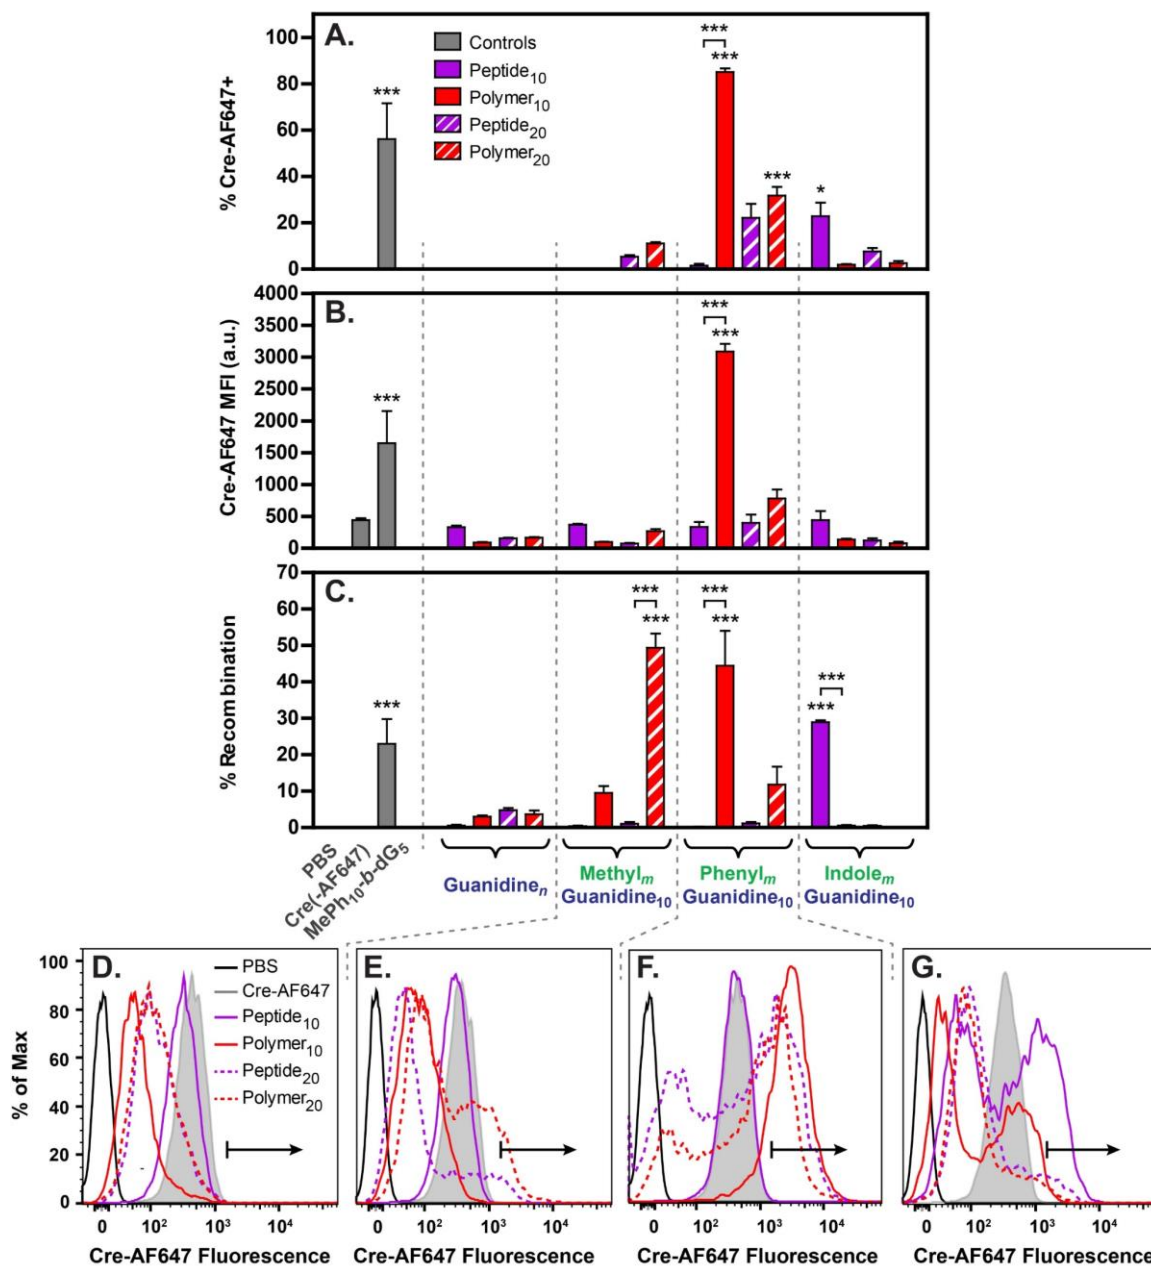 A.
% Cre-AF647+
100
80
60
40
20
0
Controls
Peptide10
Polymer10
Peptide20
Polymer20
***
***
***
***
*
B.
Cre-AF647 MFI (a.u.)
4000
3500
3000
2500
2000
1500
1000
500
0
***
***
***
C.
% Recombination
70
60
50
40
30
20
10
0
***
***
***
***
***
***
***
PBS
Cre(-AF647)
MePh10-b-dG5
Guanidinen
Methylm
Guanidine10
Phenylm
Guanidine10
Indolem
Guanidine10
D.
% of Max
100
80
60
40
20
0
PBS
Cre-AF647
Peptide10
Polymer10
Peptide20
Polymer20
0 10² 10³ 10⁴
Cre-AF647 Fluorescence
E.
0 10² 10³ 10⁴
Cre-AF647 Fluorescence
F.
0 10² 10³ 10⁴
Cre-AF647 Fluorescence
G.
0 10² 10³ 10⁴
Cre-AF647 Fluorescence